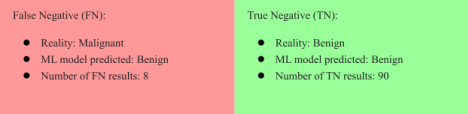 False Negative (FN):
● Reality: Malignant
● ML model predicted: Benign
● Number of FN results: 8
True Negative (TN):
● Reality: Benign
● ML model predicted: Benign
● Number of TN results: 90